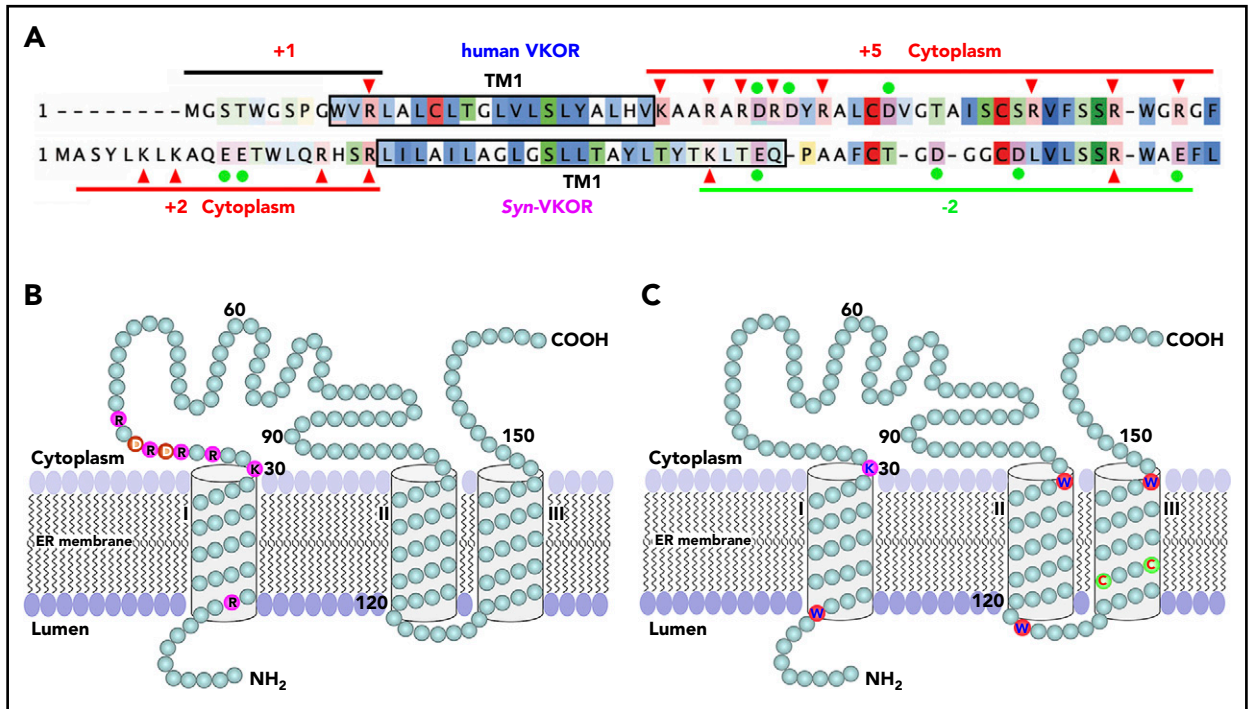 A
+1
human VKOR
+5 Cytoplasm
TM1
1 - - - - - - - - M G S T W G S P G W V R L A L C L T G L V L S L Y A L H V K A A R A R D R D Y R A L C D V G T A I S C S R V F S S R - W G R G F
1 M A S Y L K L K A Q E E T W L Q R H S R L I L A I L A G L G S L L T A Y L T Y T K L T E Q - P A A F C T - G D - G G C D L V L S S R - W A E F L
TM1
+2 Cytoplasm
Syn-VKOR
-2
B
60
COOH
R
D R D R R
90
150
Cytoplasm
K 30
I
II
III
ER membrane
R
120
Lumen
NH2
C
60
COOH
90
150
Cytoplasm
K 30
W
W
I
II
III
ER membrane
C
C
120
W
W
Lumen
NH2